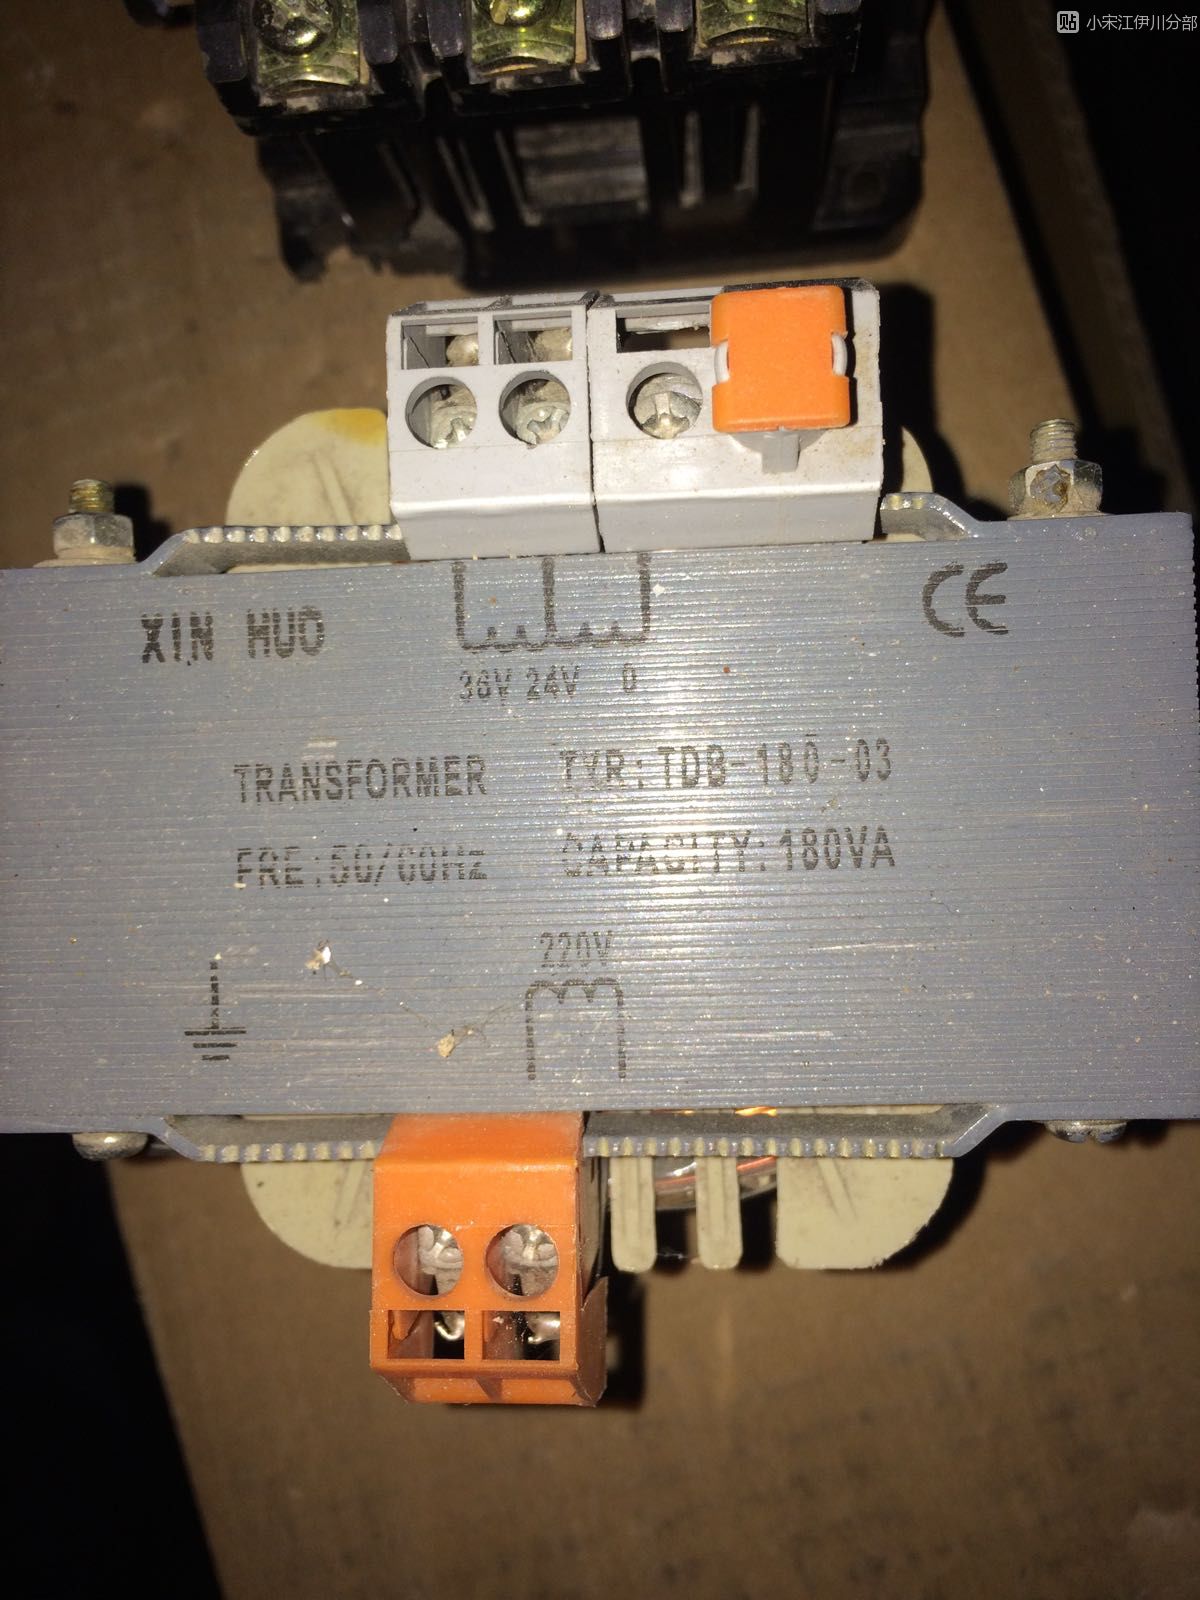 贴 小宋江伊川分部
XIN HUO
CE
36V 24V 0
TRANSFORMER TYR: TDB-180-03
FRE:50/60Hz CAPACITY: 180VA
220V